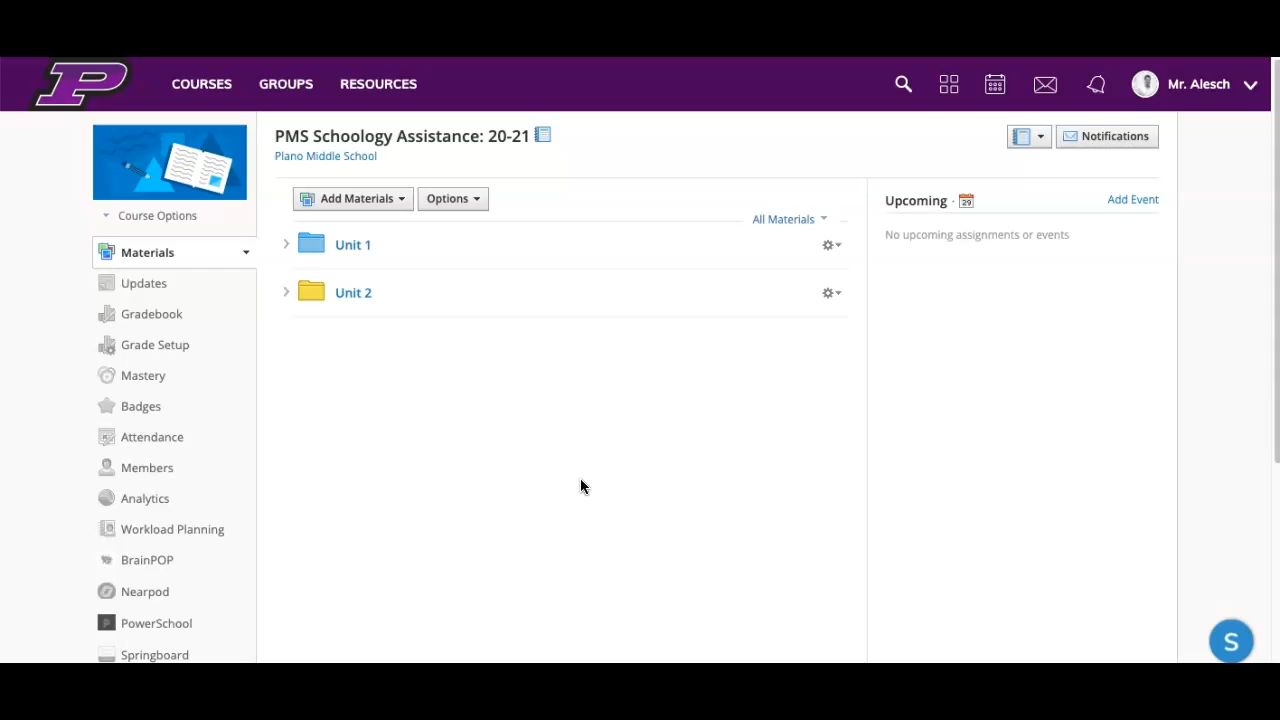 P
COURSES GROUPS RESOURCES Mr. Alesch
PMS Schoology Assistance: 20-21
Plano Middle School
Notifications
Course Options
Materials
Updates
Gradebook
Grade Setup
Mastery
Badges
Attendance
Members
Analytics
Workload Planning
BrainPOP
Nearpod
PowerSchool
Springboard
Add Materials Options
All Materials
Unit 1
Unit 2
Upcoming · 29 Add Event
No upcoming assignments or events
S